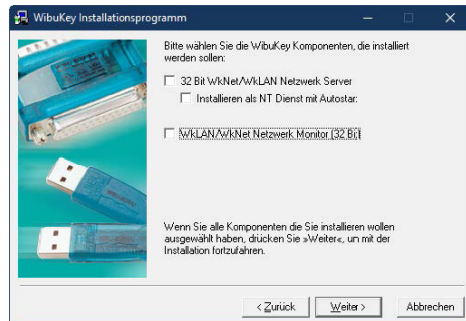 WibuKey Installationsprogramm
Bitte wählen Sie die WibuKey Komponenten, die installiert
werden sollen:
32 Bit WkNet/WkLAN Netzwerk Server
Installieren als NT Dienst mit Autostar:
WkLAN/WkNet Netzwerk Monitor (32 Bi)
Wenn Sie alle Komponenten die Sie installieren wollen
ausgewählt haben, drücken Sie »Weiter«, um mit der
Installation fortzufahren.
< Zurück
Weiter >
Abbrechen